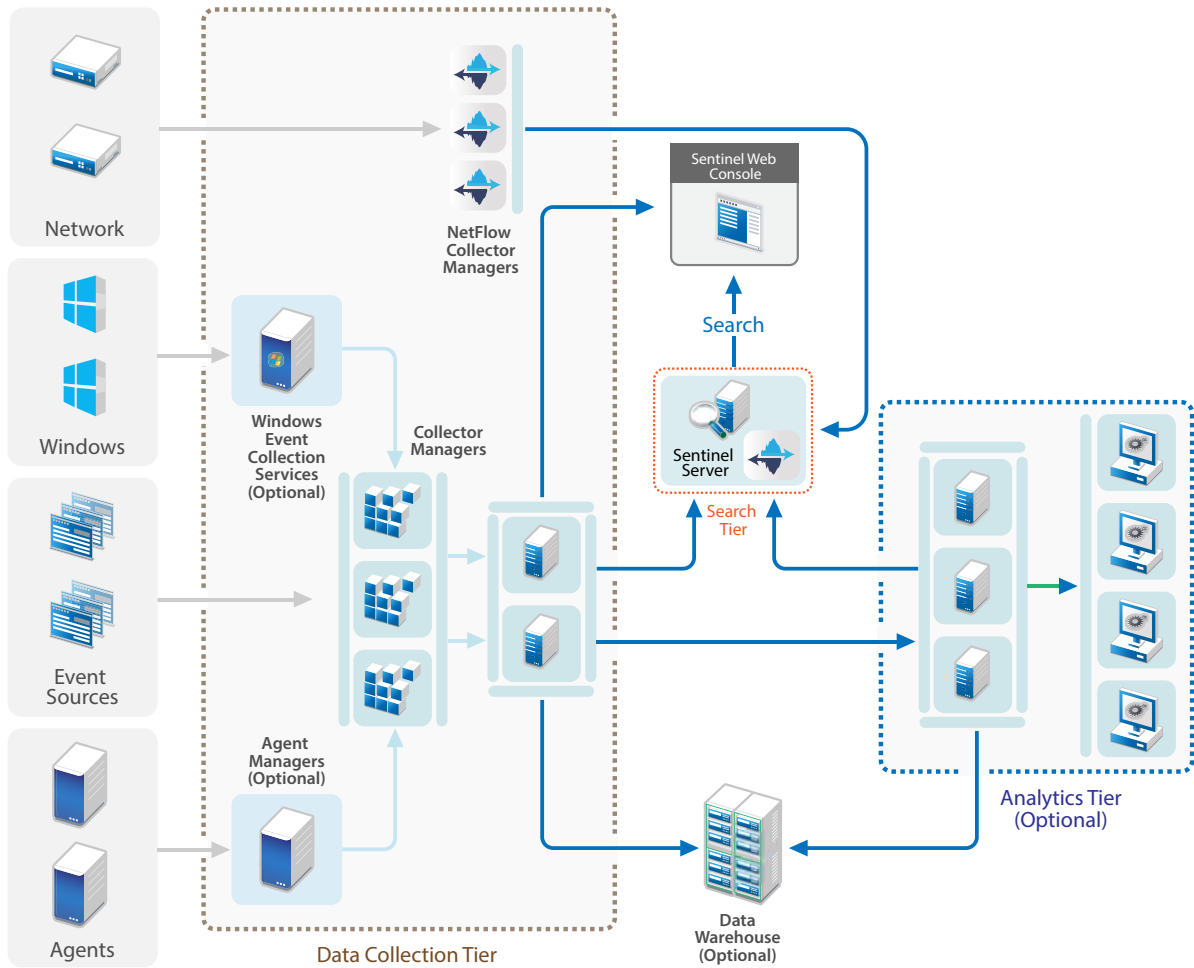 Network
NetFlow
Collector
Managers
Sentinel Web
Console
Search
Windows
Windows
Event
Collection
Services
(Optional)
Collector
Managers
Sentinel
Server
Search
Tier
Event
Sources
Agent
Managers
(Optional)
Agents
Data Collection Tier
Data
Warehouse
(Optional)
Analytics Tier
(Optional)